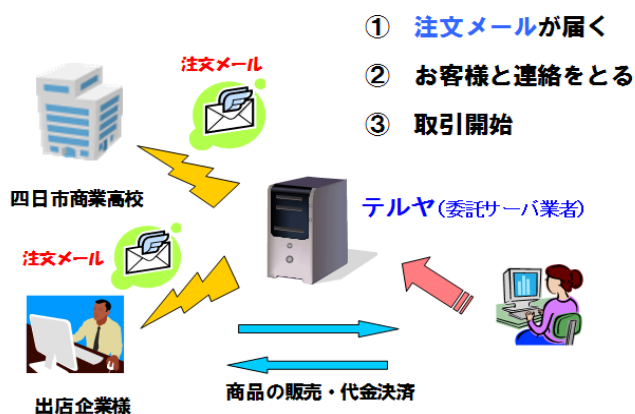 ① 注文メールが届く
② お客様と連絡をとる
③ 取引開始
注文メール
四日市商業高校
テルヤ(委託サーバ業者)
注文メール
商品の販売・代金決済
出店企業様